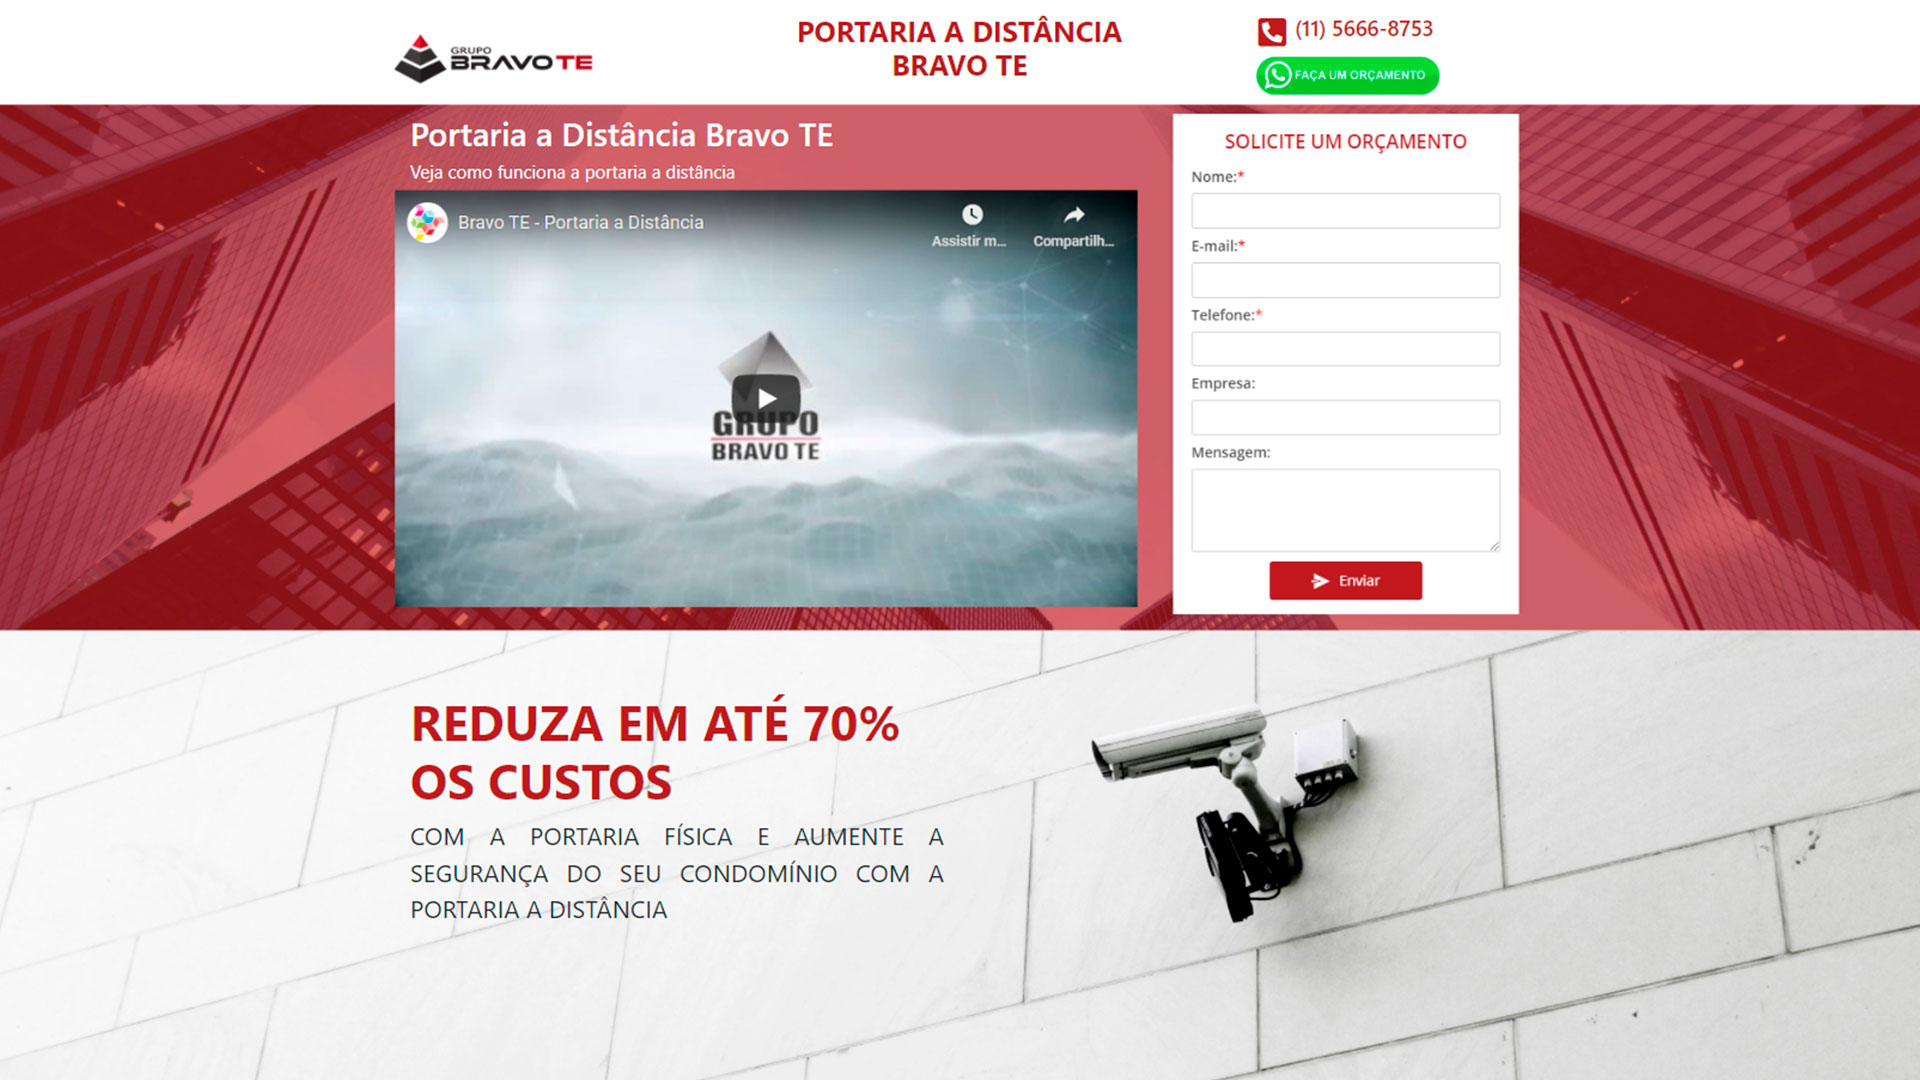 GRUPO
BRAVO TE
PORTARIA A DISTÂNCIA
BRAVO TE
(11) 5666-8753
FAÇA UM ORÇAMENTO
Portaria a Distância Bravo TE
Veja como funciona a portaria a distância
Bravo TE - Portaria a Distância
Assistir m...
Compartilh...
GRUPO
BRAVO TE
SOLICITE UM ORÇAMENTO
Nome:*
E-mail:*
Telefone:*
Empresa:
Mensagem:
Enviar
REDUZA EM ATÉ 70%
OS CUSTOS
COM A PORTARIA FÍSICA E AUMENTE A
SEGURANÇA DO SEU CONDOMÍNIO COM A
PORTARIA A DISTÂNCIA